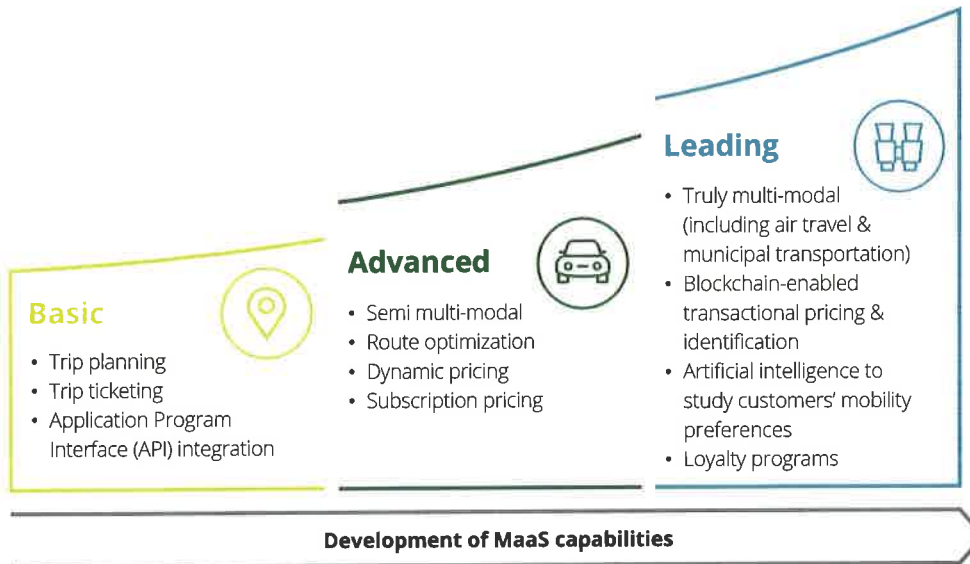 Basic
• Trip planning
• Trip ticketing
• Application Program
Interface (API) integration
Advanced
• Semi multi-modal
• Route optimization
• Dynamic pricing
• Subscription pricing
Leading
• Truly multi-modal
(including air travel &
municipal transportation)
• Blockchain-enabled
transactional pricing &
identification
• Artificial intelligence to
study customers' mobility
preferences
• Loyalty programs
Development of MaaS capabilities